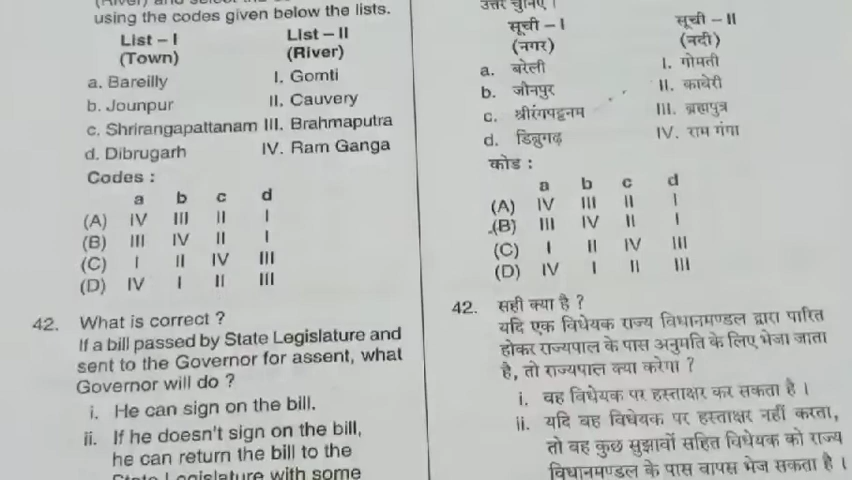 using the codes given below the lists.
List – I List – II
(Town) (River)
a. Bareilly I. Gomti
b. Jounpur II. Cauvery
c. Shrirangapattanam III. Brahmaputra
d. Dibrugarh IV. Ram Ganga
Codes :
a b c d
(A) IV III II I
(B) III IV II I
(C) I II IV III
(D) IV I II III
42. What is correct ?
If a bill passed by State Legislature and
sent to the Governor for assent, what
Governor will do ?
i. He can sign on the bill.
ii. If he doesn't sign on the bill,
he can return the bill to the
State Legislature with some
उत्तर चुनिए ।
सूची – I सूची – II
(नगर) (नदी)
a. बरेली I. गोमती
b. जौनपुर II. कावेरी
c. श्रीरंगपट्टनम III. ब्रह्मपुत्र
d. डिब्रुगढ़ IV. राम गंगा
कोड :
a b c d
(A) IV III II I
(B) III IV II I
(C) I II IV III
(D) IV I II III
42. सही क्या है ?
यदि एक विधेयक राज्य विधानमण्डल द्वारा पारित
होकर राज्यपाल के पास अनुमति के लिए भेजा जाता
है, तो राज्यपाल क्या करेगा ?
i. वह विधेयक पर हस्ताक्षर कर सकता है ।
ii. यदि वह विधेयक पर हस्ताक्षर नहीं करता,
तो वह कुछ सुझावों सहित विधेयक को राज्य
विधानमण्डल के पास वापस भेज सकता है ।